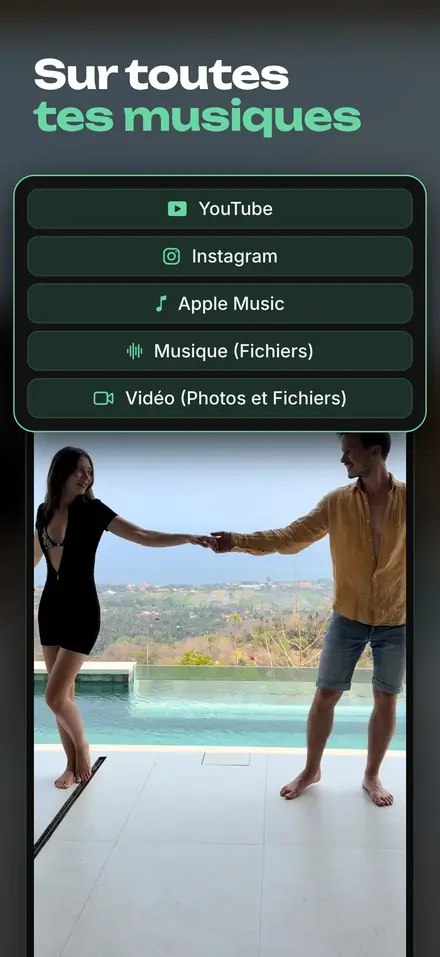 Sur toutes
tes musiques
YouTube
Instagram
Apple Music
Musique (Fichiers)
Vidéo (Photos et Fichiers)